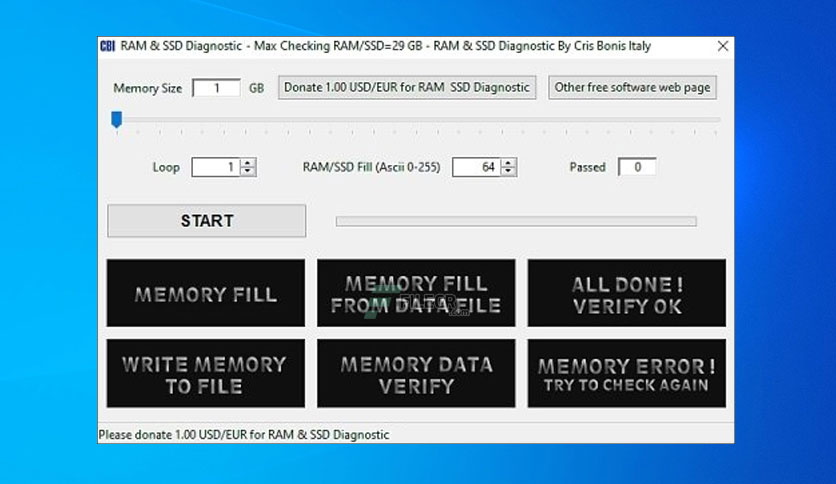 CBI RAM & SSD Diagnostic - Max Checking RAM/SSD=29 GB - RAM & SSD Diagnostic By Cris Bonis Italy
Memory Size 1 GB Donate 1.00 USD/EUR for RAM SSD Diagnostic Other free software web page
Loop 1 RAM/SSD Fill (Ascii 0-255) 64 Passed 0
START
MEMORY FILL
MEMORY FILL
FROM DATA FILE
FILECR
.com
ALL DONE !
VERIFY OK
WRITE MEMORY
TO FILE
MEMORY DATA
VERIFY
MEMORY ERROR !
TRY TO CHECK AGAIN
Please donate 1.00 USD/EUR for RAM & SSD Diagnostic